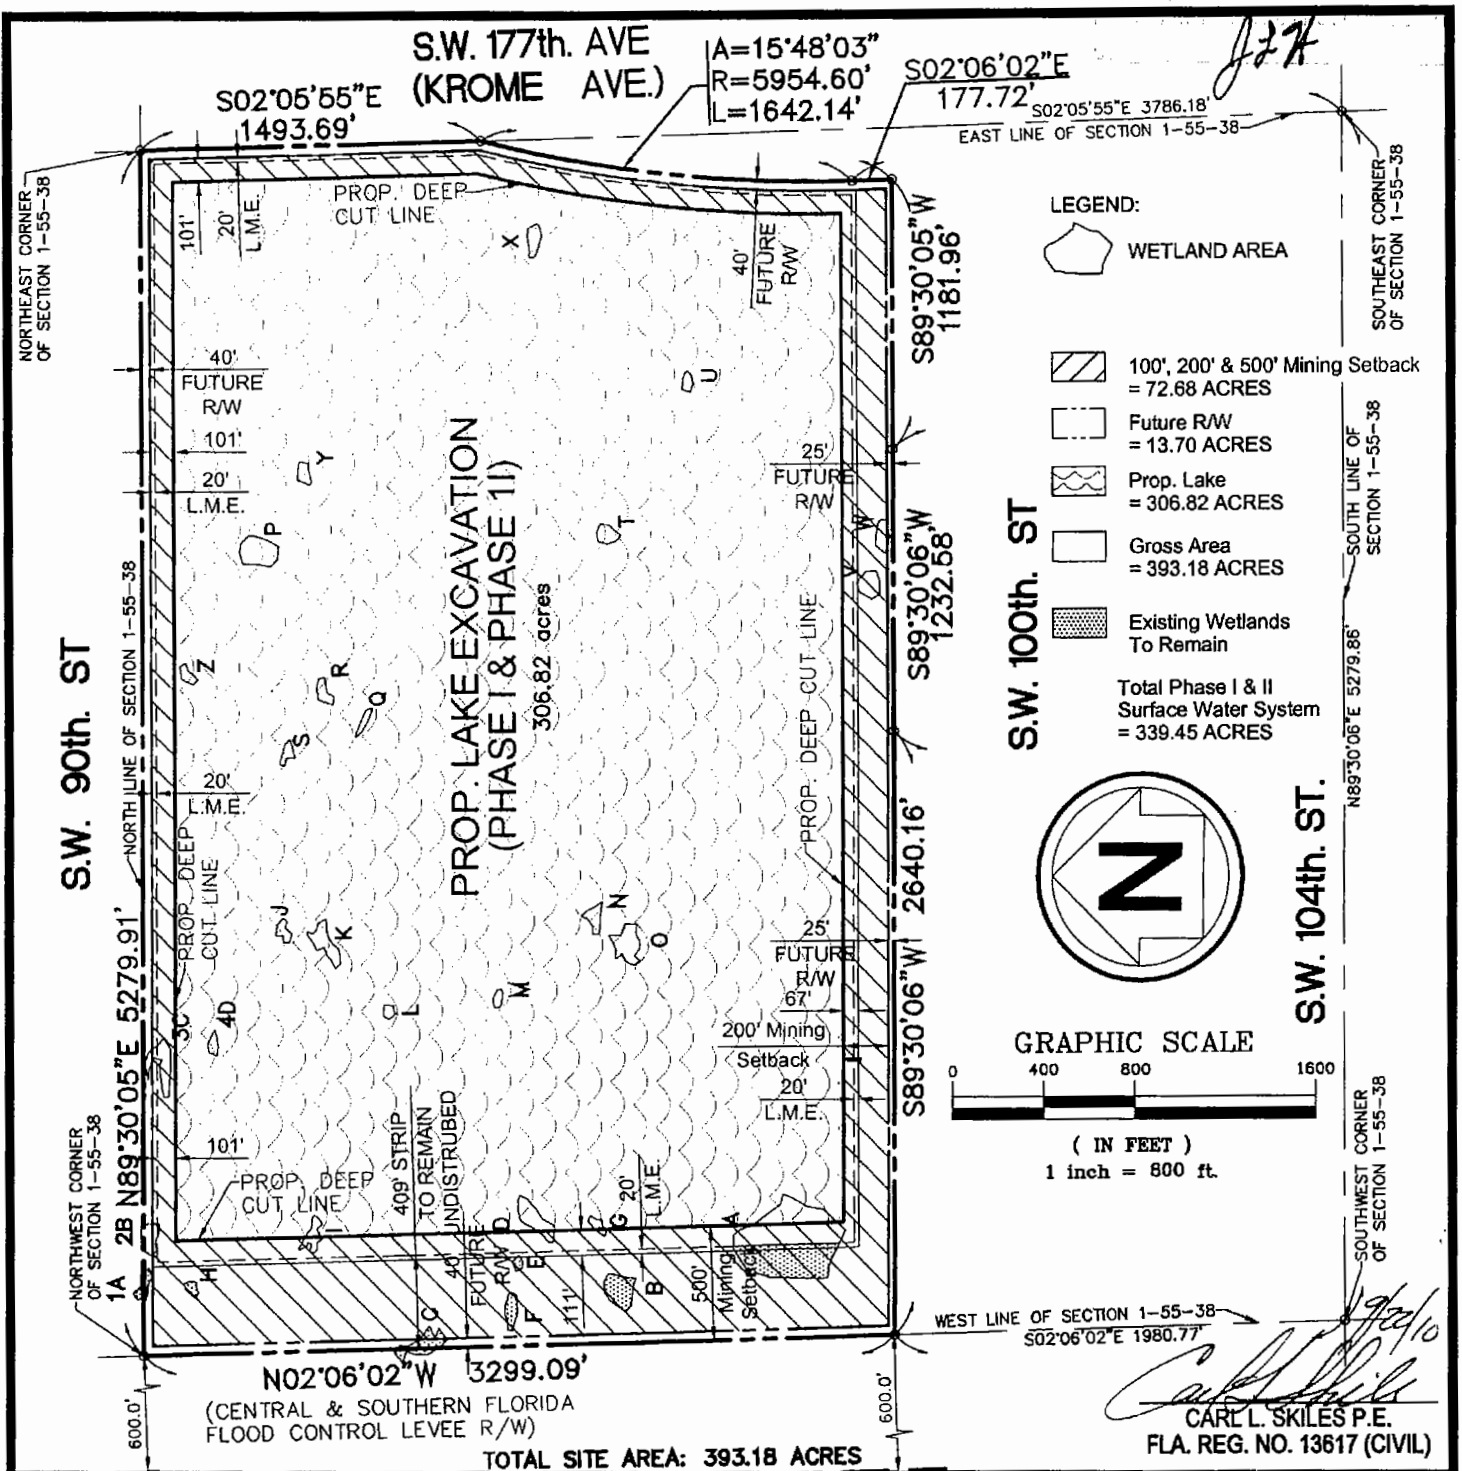 S.W. 177th. AVE
(KROME AVE.)
A=15°48'03"
R=5954.60'
L=1642.14'
S02°06'02"E
177.72'
S02°05'55"E
1493.69'
S02°05'55"E 3786.18'
EAST LINE OF SECTION 1-55-38
NORTHEAST CORNER
OF SECTION 1-55-38
SOUTHEAST CORNER
OF SECTION 1-55-38
PROP. DEEP
CUT LINE
101'
20'
L.M.E.
X
40'
FUTURE
R/W
S89°30'05"W
1181.96'
LEGEND:
WETLAND AREA
100', 200' & 500' Mining Setback
= 72.68 ACRES
Future R/W
= 13.70 ACRES
Prop. Lake
= 306.82 ACRES
Gross Area
= 393.18 ACRES
Existing Wetlands
To Remain
Total Phase I & II
Surface Water System
= 339.45 ACRES
40'
FUTURE
R/W
101'
20'
L.M.E.
U
Y
P
T
25'
FUTURE
R/W
W
V
S89°30'06"W
1232.58'
S.W. 100th. ST
SOUTH LINE OF
SECTION 1-55-38
N89°30'06"E 5279.86'
PROP. LAKE EXCAVATION
(PHASE I & PHASE 1I)
306.82 acres
S.W. 90th. ST
NORTH LINE OF SECTION 1-55-38
Z
R
Q
S
20'
L.M.E.
PROP. DEEP CUT LINE
PROP. DEEP
CUT LINE
N89°30'05"E 5279.91'
J
K
N
O
L
M
3C
4D
25'
FUTURE
R/W
67'
200' Mining
Setback
20'
L.M.E.
S89°30'06"W 2640.16'
N
S.W. 104th. ST.
GRAPHIC SCALE
0 400 800 1600
( IN FEET )
1 inch = 800 ft.
NORTHWEST CORNER
OF SECTION 1-55-38
1A
2B
101'
PROP. DEEP
CUT LINE
409' STRIP
TO REMAIN
UNDISTRUBED
I
H
C
40'
FUTURE
R/W
D
E
F
111'
G
20'
L.M.E.
B
500'
Mining
Setback
A
SOUTHWEST CORNER
OF SECTION 1-55-38
WEST LINE OF SECTION 1-55-38
S02°06'02"E 1980.77'
N02°06'02"W 3299.09'
(CENTRAL & SOUTHERN FLORIDA
FLOOD CONTROL LEVEE R/W)
600.0'
600.0'
TOTAL SITE AREA: 393.18 ACRES
CARL L. SKILES P.E.
FLA. REG. NO. 13617 (CIVIL)